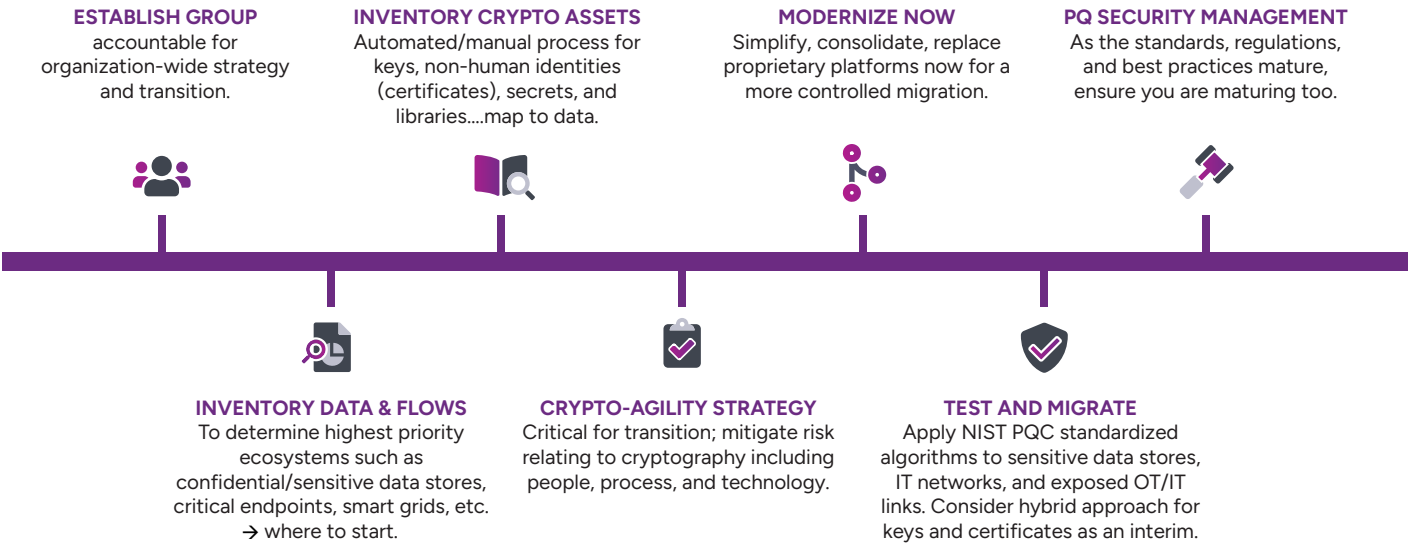 ESTABLISH GROUP
accountable for
organization-wide strategy
and transition.
INVENTORY CRYPTO ASSETS
Automated/manual process for
keys, non-human identities
(certificates), secrets, and
libraries....map to data.
MODERNIZE NOW
Simplify, consolidate, replace
proprietary platforms now for a
more controlled migration.
PQ SECURITY MANAGEMENT
As the standards, regulations,
and best practices mature,
ensure you are maturing too.
INVENTORY DATA & FLOWS
To determine highest priority
ecosystems such as
confidential/sensitive data stores,
critical endpoints, smart grids, etc.
→ where to start.
CRYPTO-AGILITY STRATEGY
Critical for transition; mitigate risk
relating to cryptography including
people, process, and technology.
TEST AND MIGRATE
Apply NIST PQC standardized
algorithms to sensitive data stores,
IT networks, and exposed OT/IT
links. Consider hybrid approach for
keys and certificates as an interim.